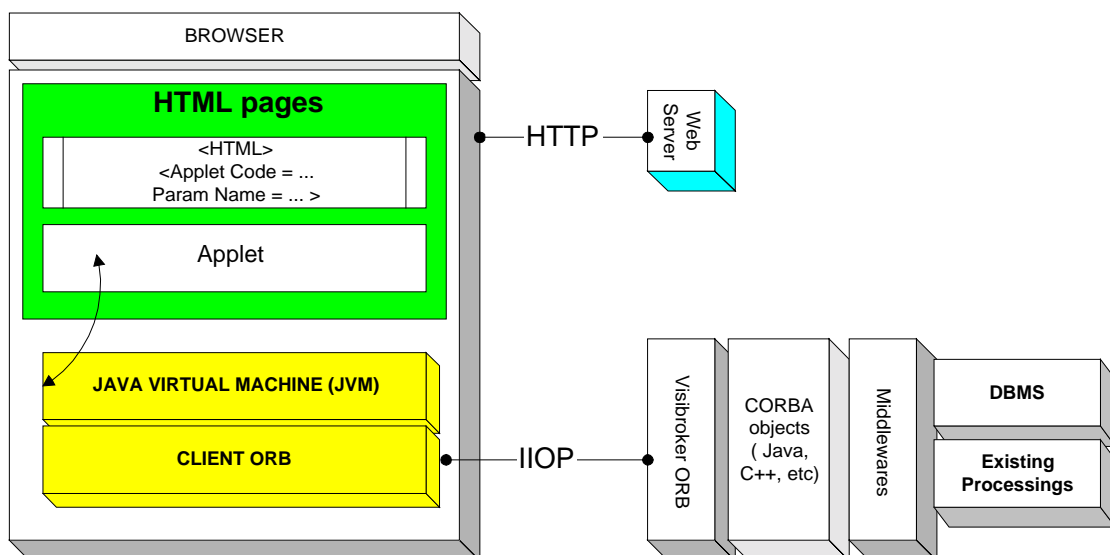 BROWSER
HTML pages
<HTML>
<Applet Code = ...
Param Name = ... >
Applet
JAVA VIRTUAL MACHINE (JVM)
CLIENT ORB
HTTP
Web
Server
IIOP
Visibroker ORB
CORBA
objects
( Java,
C++, etc)
Middlewares
DBMS
Existing
Processings